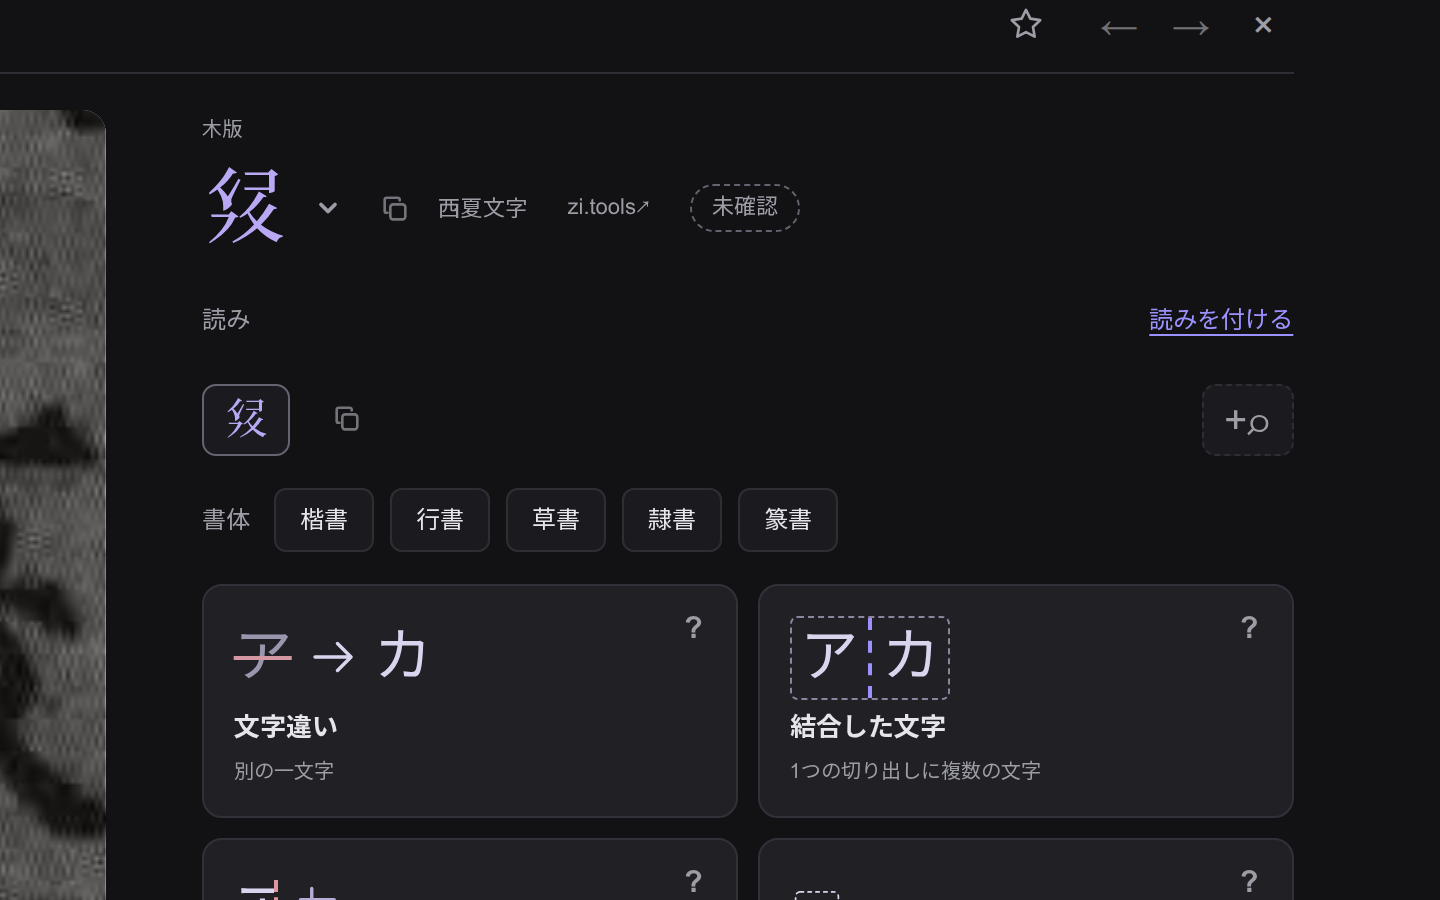 木版
西夏文字 zi.tools↗ 未確認
読み 読みを付ける
書体 楷書 行書 草書 隷書 篆書
ア → カ ?
文字違い
別の一文字
ア カ ?
結合した文字
1つの切り出しに複数の文字
?
?